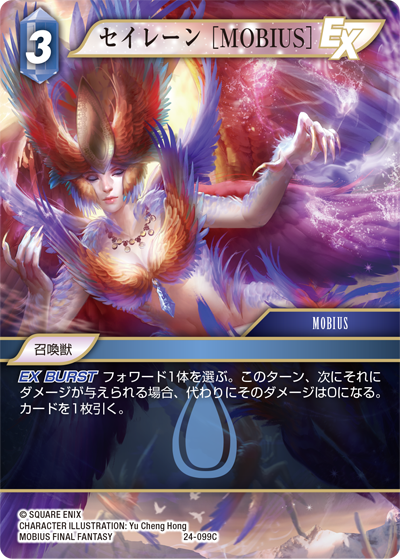 3
セイレーン [MOBIUS]
EX
MOBIUS
召喚獣
EX BURST フォワード1体を選ぶ。このターン、次にそれに
ダメージが与えられる場合、代わりにそのダメージは0になる。
カードを1枚引く。
© SQUARE ENIX
CHARACTER ILLUSTRATION: Yu Cheng Hong
MOBIUS FINAL FANTASY
24-099C